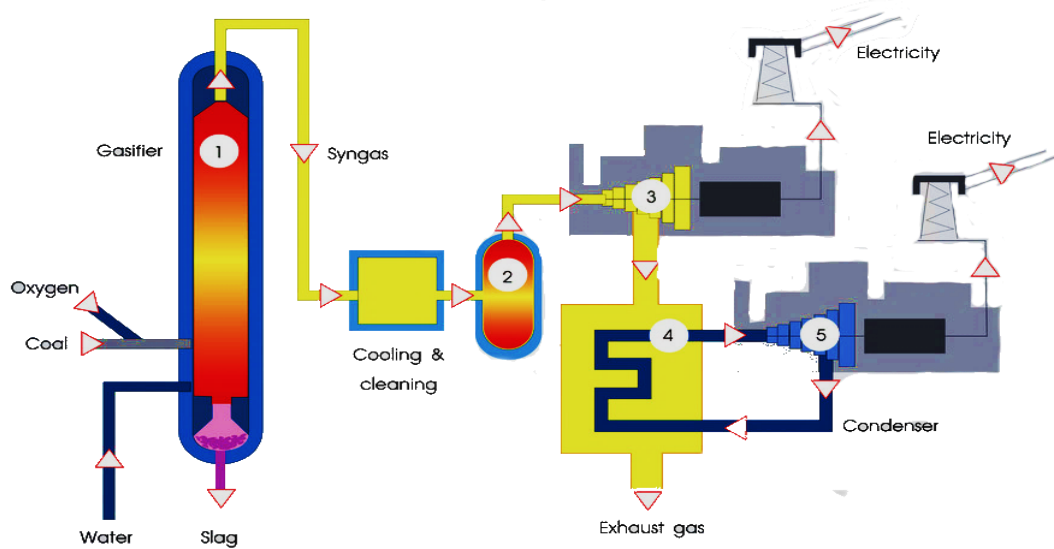 Electricity
Electricity
Gasifier
1
Syngas
3
2
Oxygen
Coal
4
5
Cooling &
cleaning
Condenser
Water
Slag
Exhaust gas